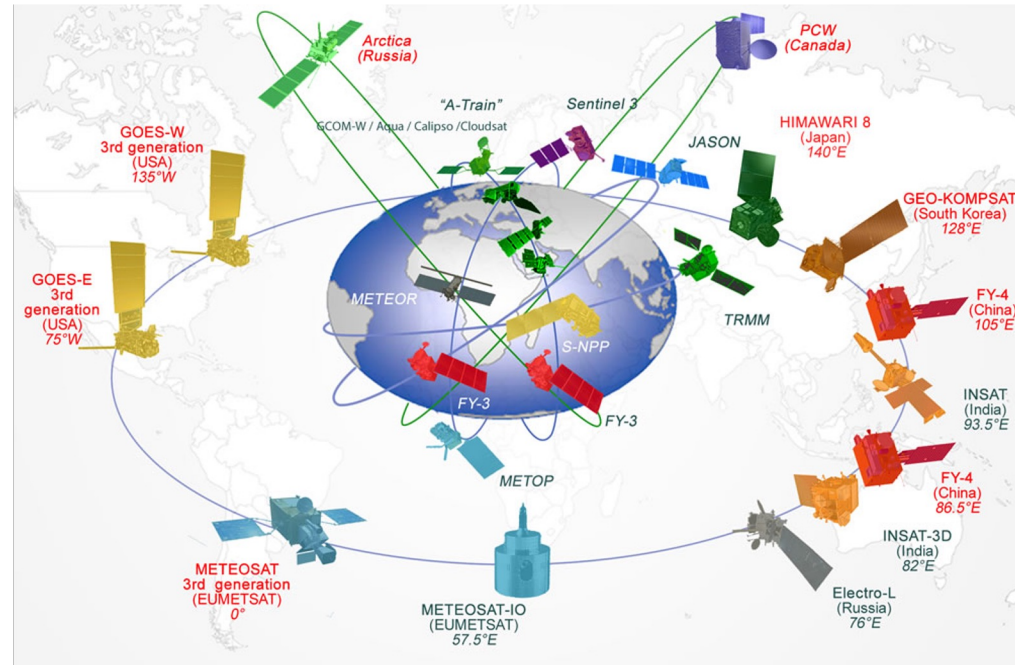 Arctica
(Russia)
PCW
(Canada)
"A-Train"
GCOM-W / Aqua / Calipso /Cloudsat
Sentinel 3
JASON
HIMAWARI 8
(Japan)
140°E
GOES-W
3rd generation
(USA)
135°W
GEO-KOMPSAT
(South Korea)
128°E
GOES-E
3rd
generation
(USA)
75°W
METEOR
TRMM
FY-4
(China)
105°E
S-NPP
FY-3
FY-3
INSAT
(India)
93.5°E
METOP
FY-4
(China)
86.5°E
INSAT-3D
(India)
82°E
METEOSAT
3rd generation
(EUMETSAT)
0°
METEOSAT-IO
(EUMETSAT)
57.5°E
Electro-L
(Russia)
76°E